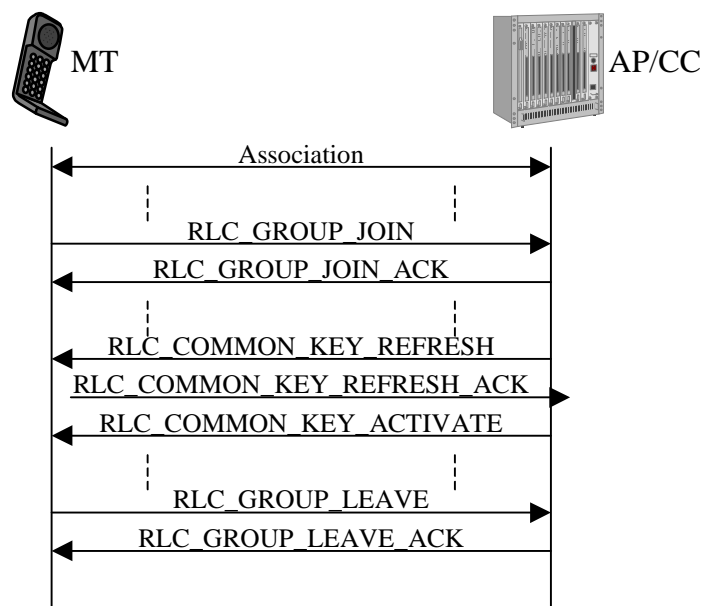 MT
AP/CC
Association
RLC_GROUP_JOIN
RLC_GROUP_JOIN_ACK
RLC_COMMON_KEY_REFRESH
RLC_COMMON_KEY_REFRESH_ACK
RLC_COMMON_KEY_ACTIVATE
RLC_GROUP_LEAVE
RLC_GROUP_LEAVE_ACK